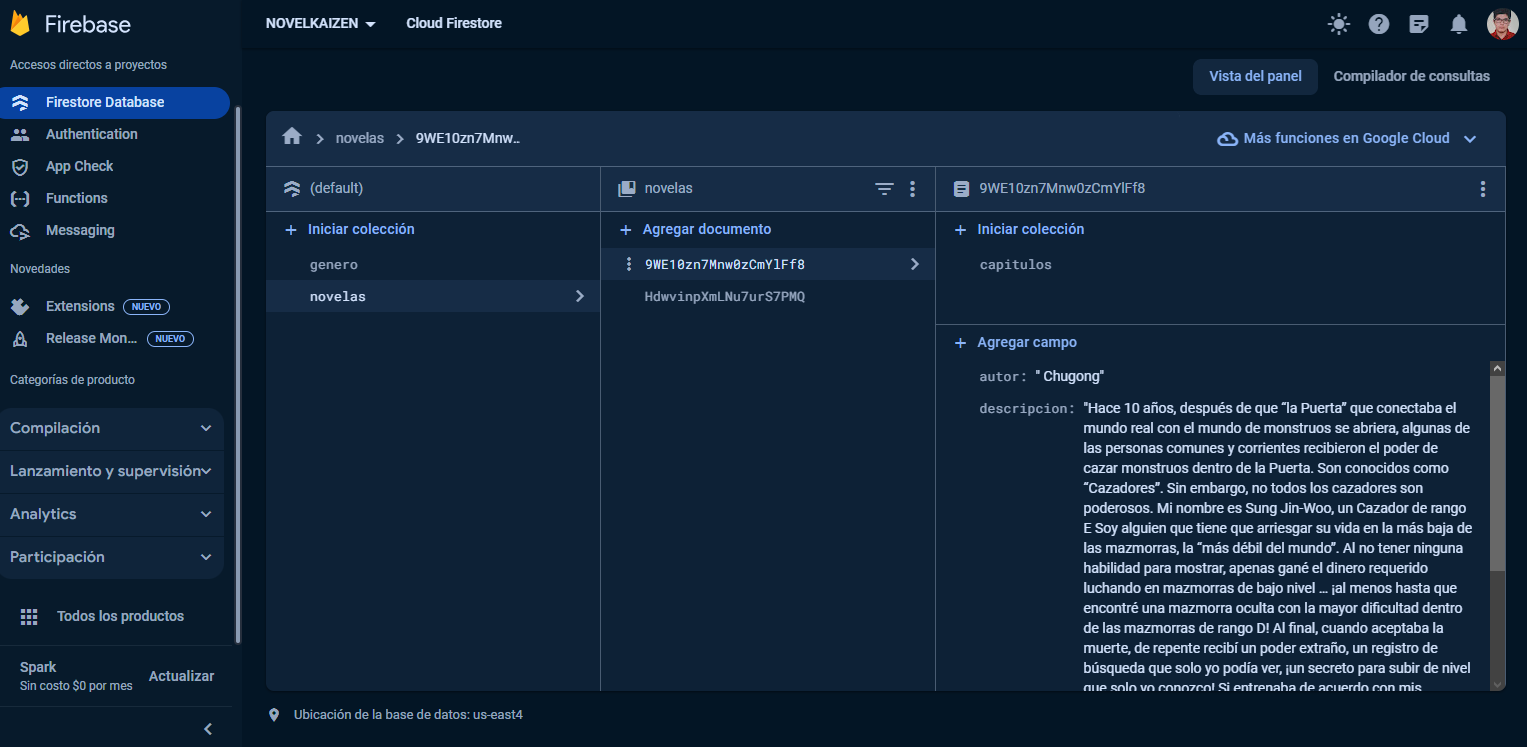 Firebase
Accesos directos a proyectos
Firestore Database
Authentication
App Check
Functions
Messaging
Novedades
Extensions NUEVO
Release Mon... NUEVO
Categorías de producto
Compilación
Lanzamiento y supervisión
Analytics
Participación
Todos los productos
Spark
Sin costo $0 por mes
Actualizar
NOVELKAIZEN
Cloud Firestore
Vista del panel
Compilador de consultas
novelas
9WE10zn7Mnw..
Más funciones en Google Cloud
(default)
Iniciar colección
genero
novelas
novelas
Agregar documento
9WE10zn7Mnw0zCmYlFf8
HdwvinpXmLNu7urS7PMQ
9WE10zn7Mnw0zCmYlFf8
Iniciar colección
capitulos
Agregar campo
autor: " Chugong"
descripcion: "Hace 10 años, después de que “la Puerta” que conectaba el
mundo real con el mundo de monstruos se abriera, algunas de
las personas comunes y corrientes recibieron el poder de
cazar monstruos dentro de la Puerta. Son conocidos como
“Cazadores”. Sin embargo, no todos los cazadores son
poderosos. Mi nombre es Sung Jin-Woo, un Cazador de rango
E Soy alguien que tiene que arriesgar su vida en la más baja de
las mazmorras, la “más débil del mundo”. Al no tener ninguna
habilidad para mostrar, apenas gané el dinero requerido
luchando en mazmorras de bajo nivel ... ¡al menos hasta que
encontré una mazmorra oculta con la mayor dificultad dentro
de las mazmorras de rango D! Al final, cuando aceptaba la
muerte, de repente recibí un poder extraño, un registro de
búsqueda que solo yo podía ver, ¡un secreto para subir de nivel
que solo yo conozco! Si entrenaba de acuerdo con mis
Ubicación de la base de datos: us-east4